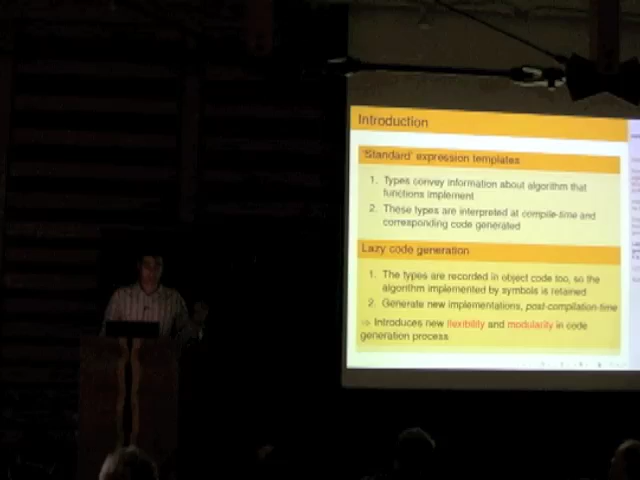 Introduction
'Standard' expression templates
1. Types convey information about algorithm that
functions implement
2. These types are interpreted at compile-time and
corresponding code generated
Lazy code generation
1. The types are recorded in object code too, so the
algorithm implemented by symbols is retained
2. Generate new implementations, post-compilation-time
⇒ Introduces new flexibility and modularity in code
generation process